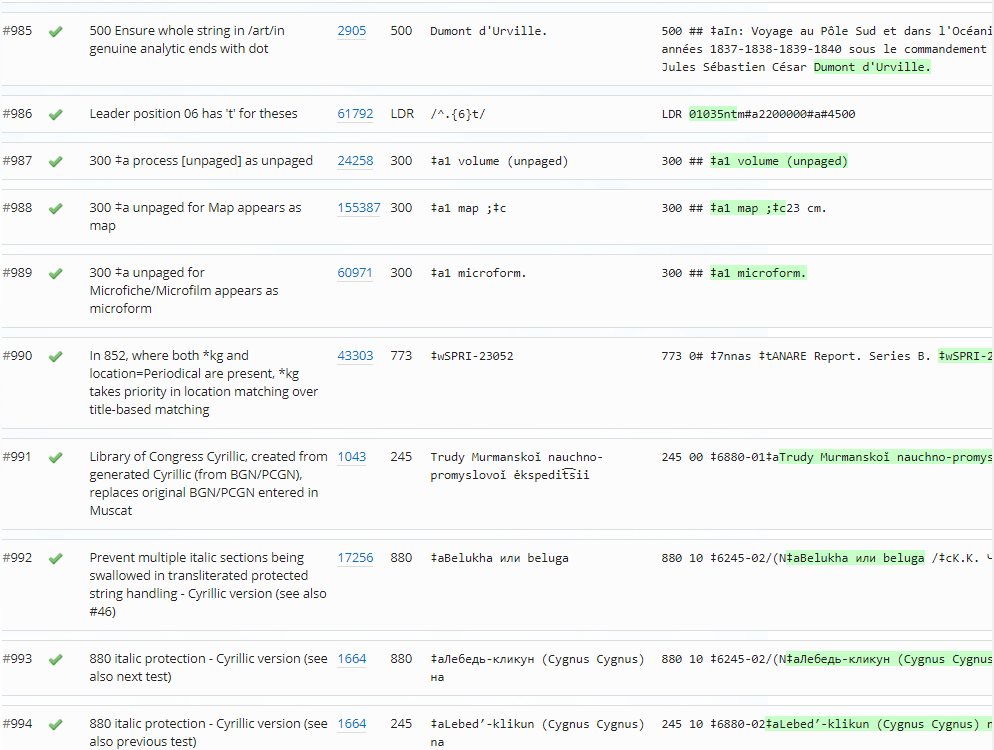 #985 500 Ensure whole string in /art/in 2905 500 Dumont d'Urville. 500 ## ‡aIn: Voyage au Pôle Sud et dans l'Océani
genuine analytic ends with dot années 1837-1838-1839-1840 sous le commandement
Jules Sébastien César Dumont d'Urville.
#986 Leader position 06 has 't' for theses 61792 LDR /^.{6}t/ LDR 01035ntm#a2200000#a#4500
#987 300 ‡a process [unpaged] as unpaged 24258 300 ‡a1 volume (unpaged) 300 ## ‡a1 volume (unpaged)
#988 300 ‡a unpaged for Map appears as 155387 300 ‡a1 map ;‡c 300 ## ‡a1 map ;‡c23 cm.
map
#989 300 ‡a unpaged for 60971 300 ‡a1 microform. 300 ## ‡a1 microform.
Microfiche/Microfilm appears as
microform
#990 In 852, where both *kg and 43303 773 ‡wSPRI-23052 773 0# ‡7nnas ‡tANARE Report. Series B. ‡wSPRI-2
location=Periodical are present, *kg
takes priority in location matching over
title-based matching
#991 Library of Congress Cyrillic, created from 1043 245 Trudy Murmanskoĭ nauchno- 245 00 ‡6880-01‡aTrudy Murmanskoĭ nauchno-promys
generated Cyrillic (from BGN/PCGN), promyslovoĭ ėkspedit͡sii
replaces original BGN/PCGN entered in
Muscat
#992 Prevent multiple italic sections being 17256 880 ‡aBelukha или beluga 880 10 ‡6245-02/(N‡aBelukha или beluga /‡cК.К.
swallowed in transliterated protected
string handling - Cyrillic version (see also
#46)
#993 880 italic protection - Cyrillic version (see 1664 880 ‡aЛебедь-кликун (Cygnus Cygnus) 880 10 ‡6245-02/(N‡aЛебедь-кликун (Cygnus Cygnus
also next test) на
#994 880 italic protection - Cyrillic version (see 1664 245 ‡aLebedʹ-klikun (Cygnus Cygnus) 245 10 ‡6880-02‡aLebedʹ-klikun (Cygnus Cygnus) n
also previous test) na